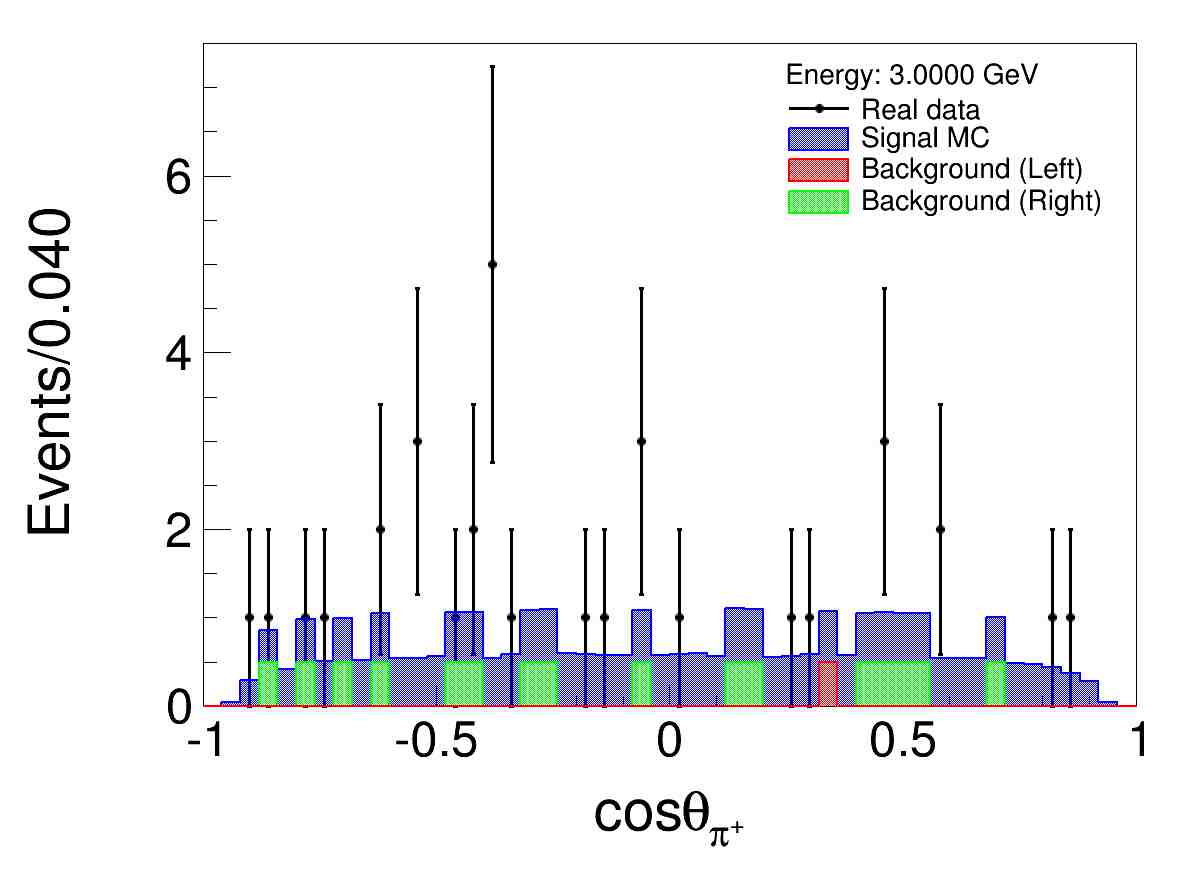 Energy: 3.0000 GeV
Real data
Signal MC
Background (Left)
Background (Right)
Events/0.040
6
4
2
0
-1
-0.5
0
0.5
1
cosθπ+